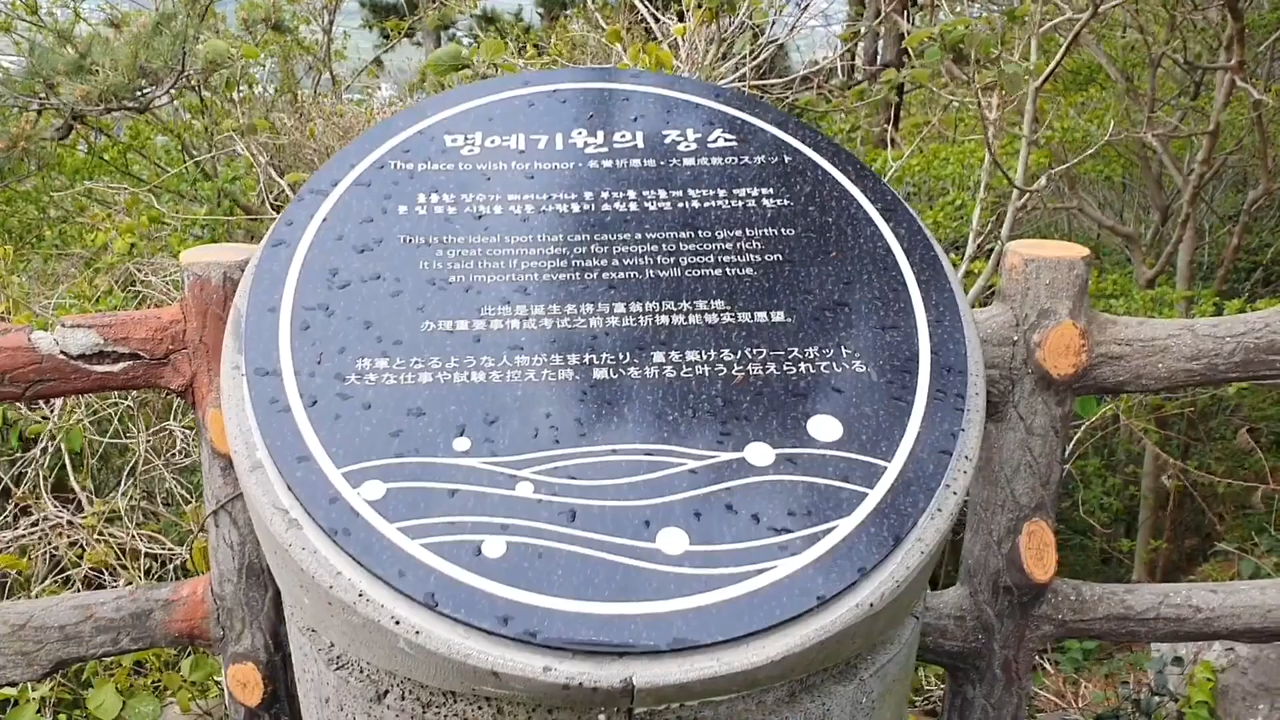 명예기원의 장소
The place to wish for honor · 名誉祈愿地 · 大願成就のスポット
훌륭한 장수가 태어나거나 큰 부자를 만들게 한다는 명당터
큰 일 또는 시험을 앞둔 사람들이 소원을 빌면 이루어진다고 한다.
This is the ideal spot that can cause a woman to give birth to
a great commander, or for people to become rich.
It is said that if people make a wish for good results on
an important event or exam, it will come true.
此地是诞生名将与富翁的风水宝地。
办理重要事情或考试之前来此祈祷就能够实现愿望。
将軍となるような人物が生まれたり、富を築けるパワースポット。
大きな仕事や試験を控えた時、願いを祈ると叶うと伝えられている。